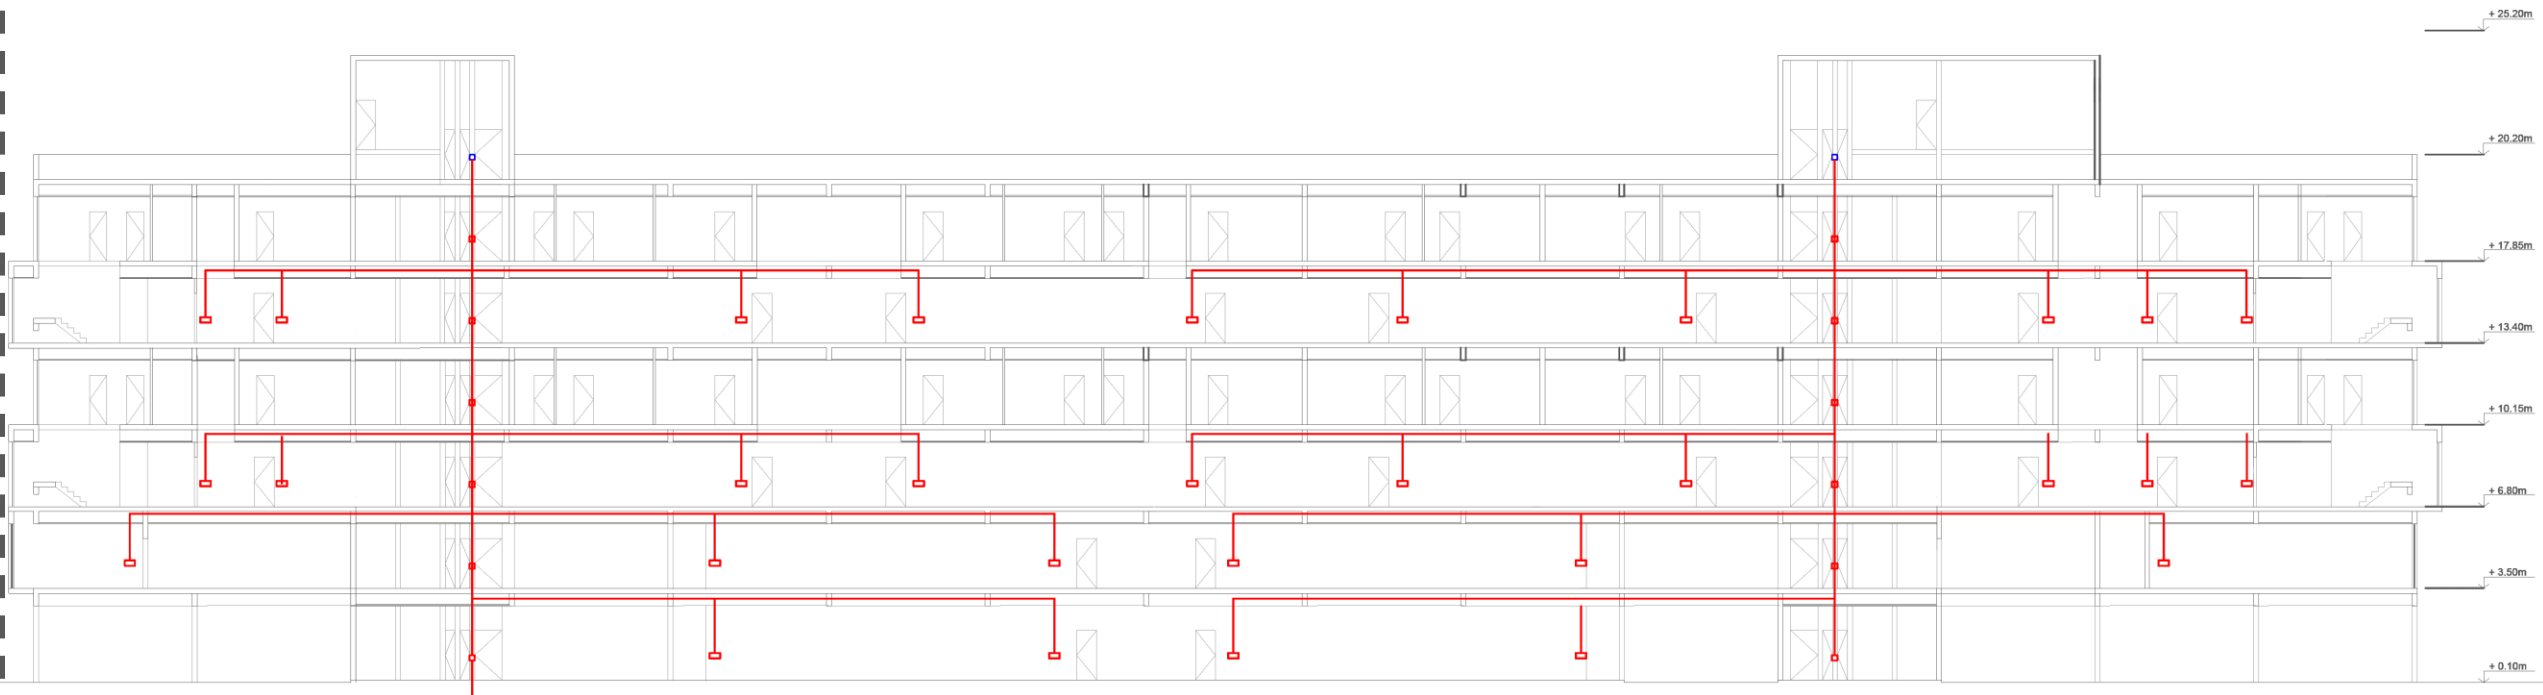 + 25.20m
+ 20.20m
+ 17.85m
+ 13.40m
+ 10.15m
+ 6.80m
+ 3.50m
+ 0.10m